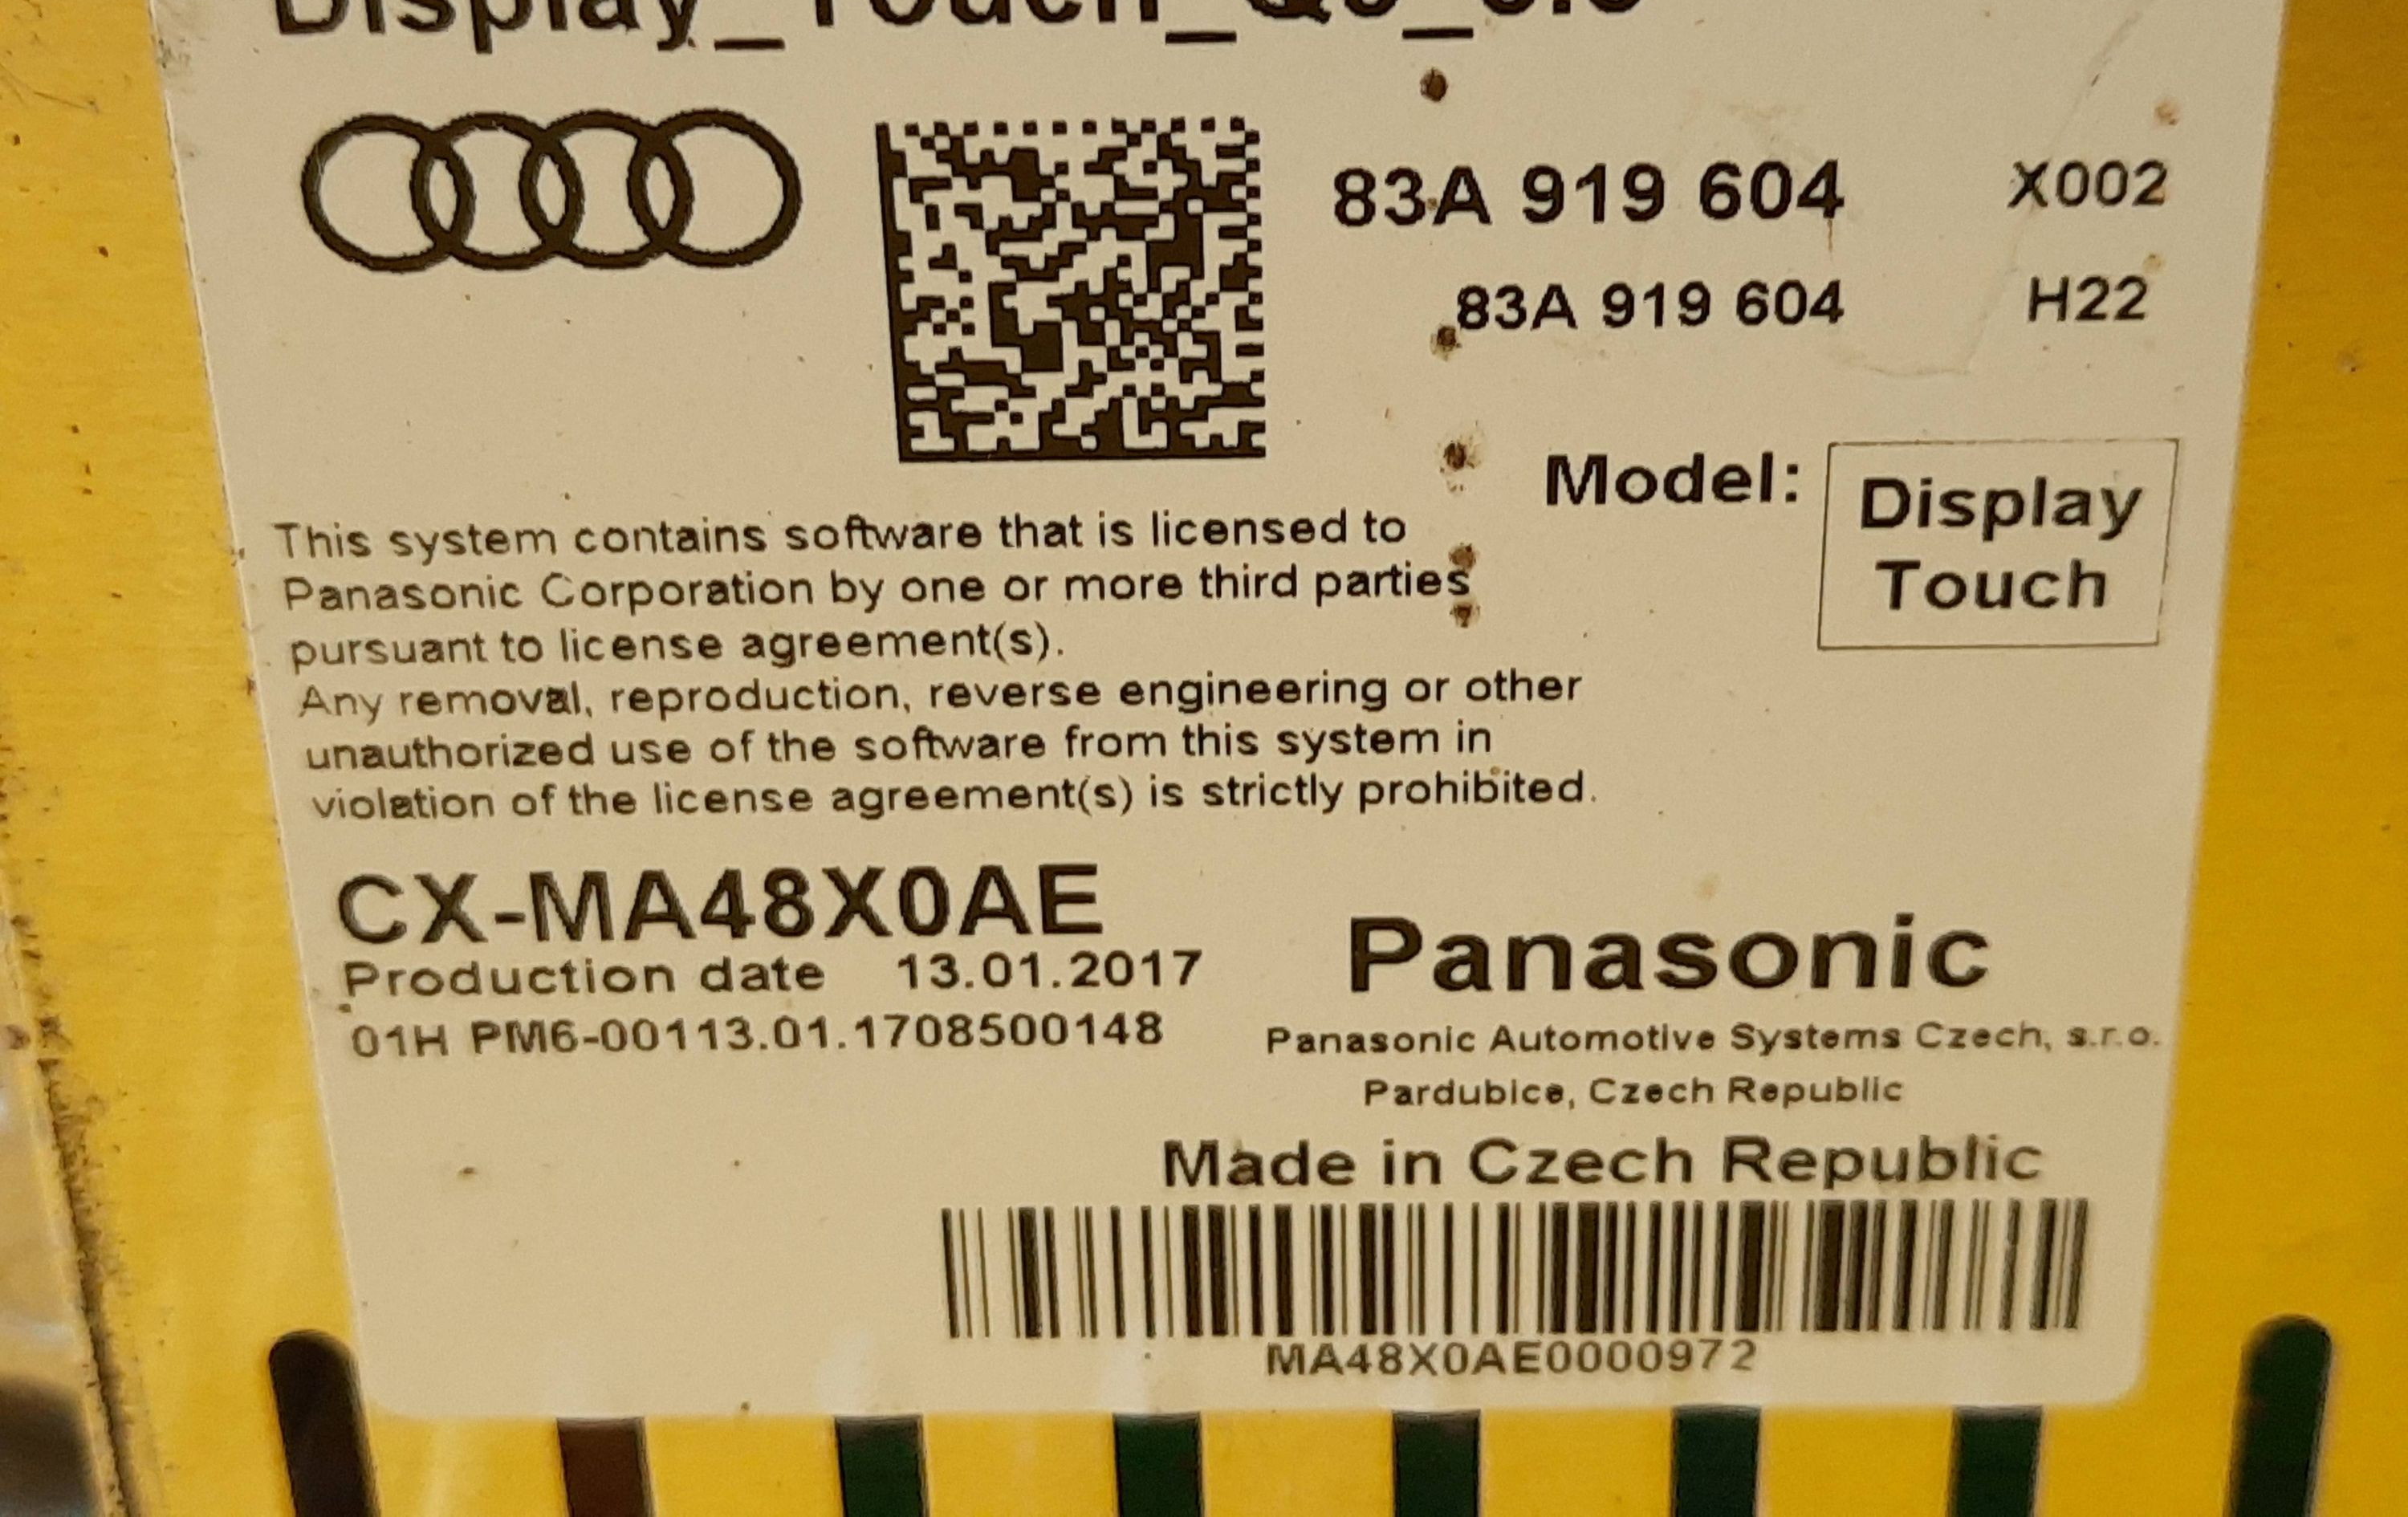 Display_Touch_Q3_8.3
83A 919 604 X002
83A 919 604 H22
Model: Display
Touch
This system contains software that is licensed to
Panasonic Corporation by one or more third parties
pursuant to license agreement(s).
Any removal, reproduction, reverse engineering or other
unauthorized use of the software from this system in
violation of the license agreement(s) is strictly prohibited.
CX-MA48X0AE
Production date 13.01.2017
01H PM6-00113.01.1708500148
Panasonic
Panasonic Automotive Systems Czech, s.r.o.
Pardubice, Czech Republic
Made in Czech Republic
MA48X0AE0000972